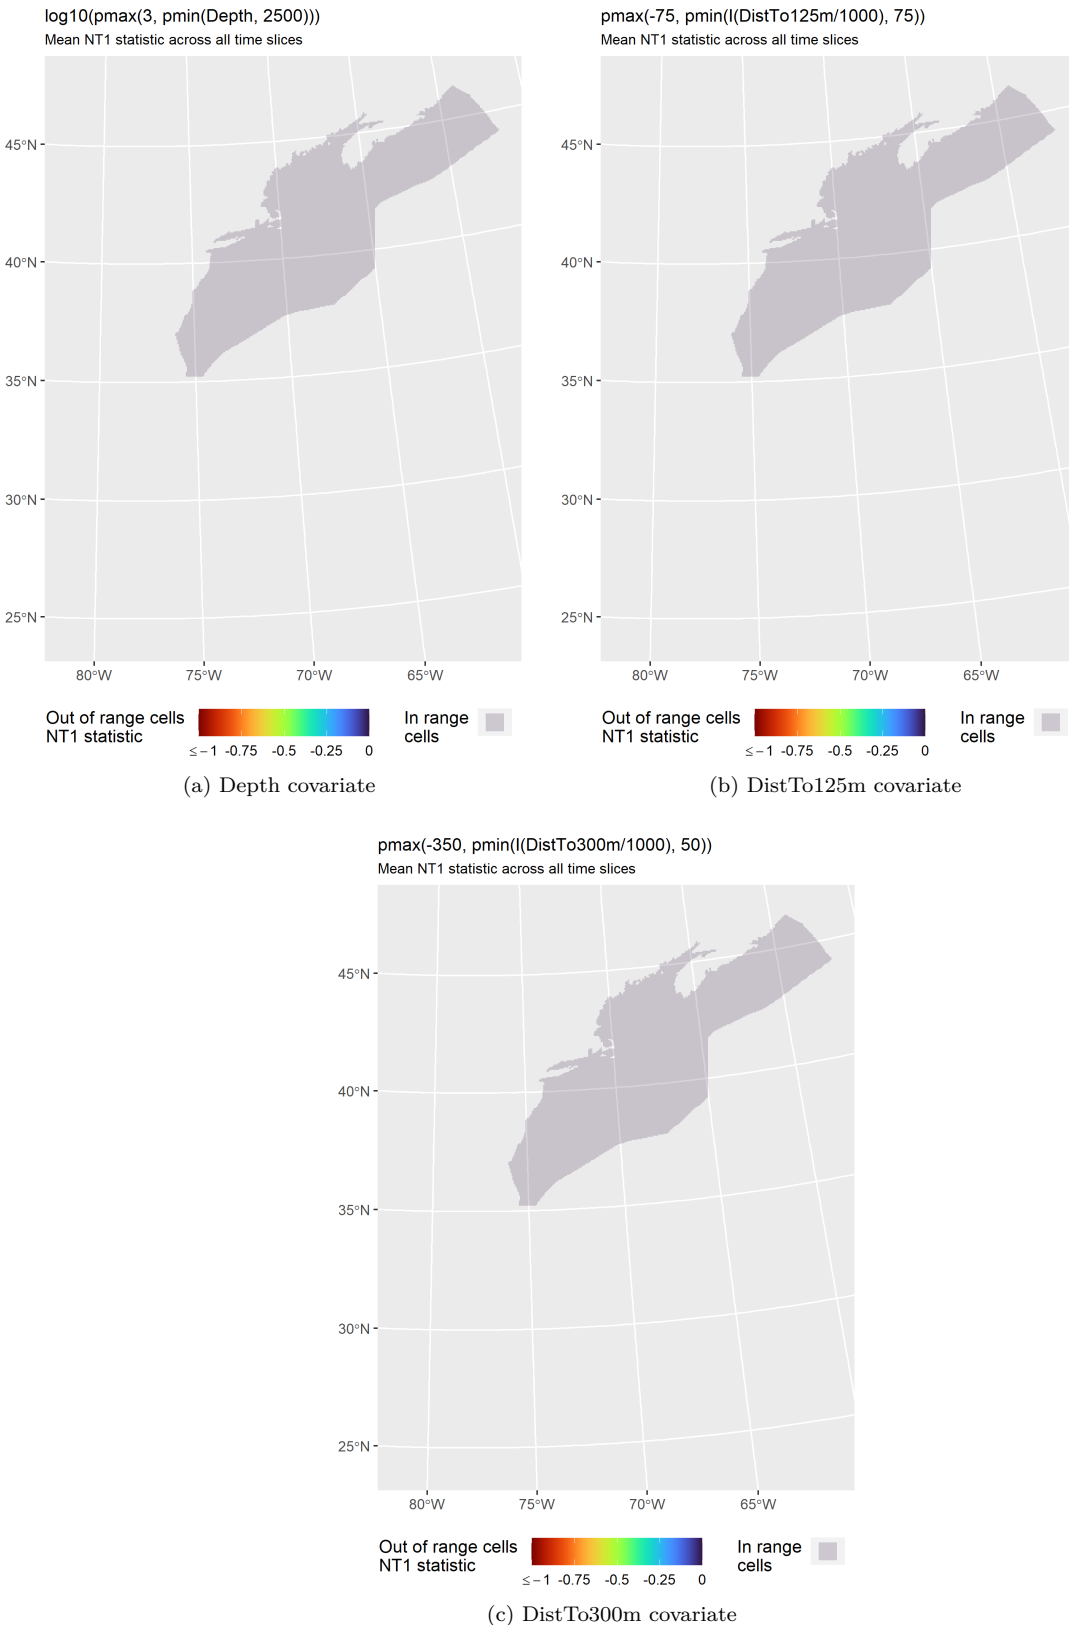 log10(pmax(3, pmin(Depth, 2500)))
Mean NT1 statistic across all time slices
45°N
40°N
35°N
30°N
25°N
80°W 75°W 70°W 65°W
Out of range cells
NT1 statistic
≤ − 1 -0.75 -0.5 -0.25 0
In range
cells
(a) Depth covariate
pmax(-75, pmin(I(DistTo125m/1000), 75))
Mean NT1 statistic across all time slices
45°N
40°N
35°N
30°N
25°N
80°W 75°W 70°W 65°W
Out of range cells
NT1 statistic
≤ − 1 -0.75 -0.5 -0.25 0
In range
cells
(b) DistTo125m covariate
pmax(-350, pmin(I(DistTo300m/1000), 50))
Mean NT1 statistic across all time slices
45°N
40°N
35°N
30°N
25°N
80°W 75°W 70°W 65°W
Out of range cells
NT1 statistic
≤ − 1 -0.75 -0.5 -0.25 0
In range
cells
(c) DistTo300m covariate